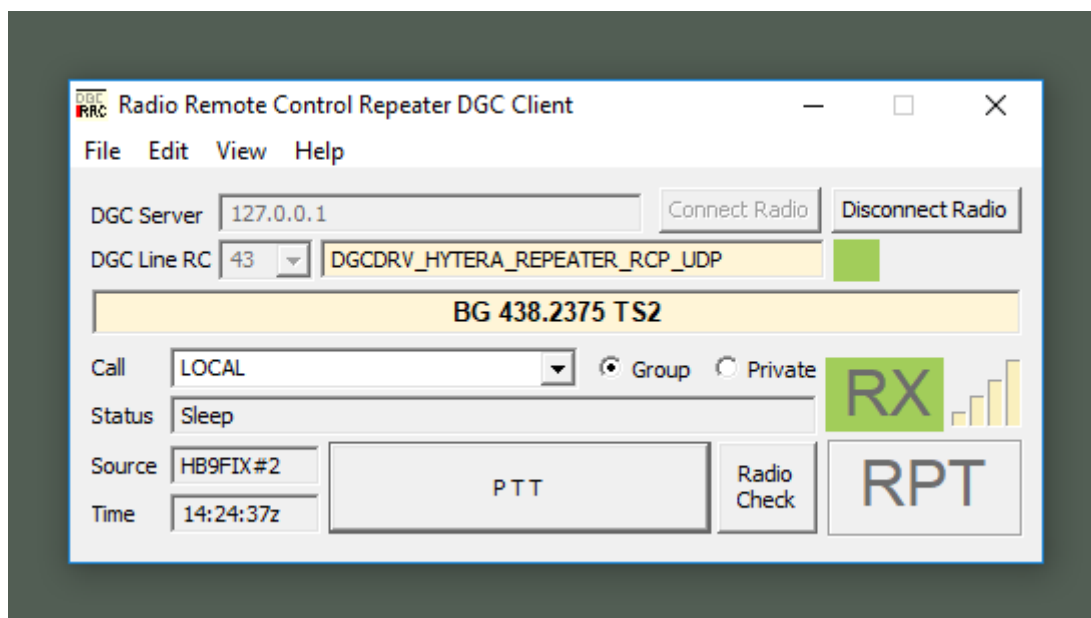 DGC RRC Radio Remote Control Repeater DGC Client
File Edit View Help
DGC Server 127.0.0.1 Connect Radio Disconnect Radio
DGC Line RC 43 DGCDRV_HYTERA_REPEATER_RCP_UDP
BG 438.2375 TS2
Call LOCAL Group Private
RX
Status Sleep
Source HB9FIX#2
PTT
Radio
Check
RPT
Time 14:24:37z